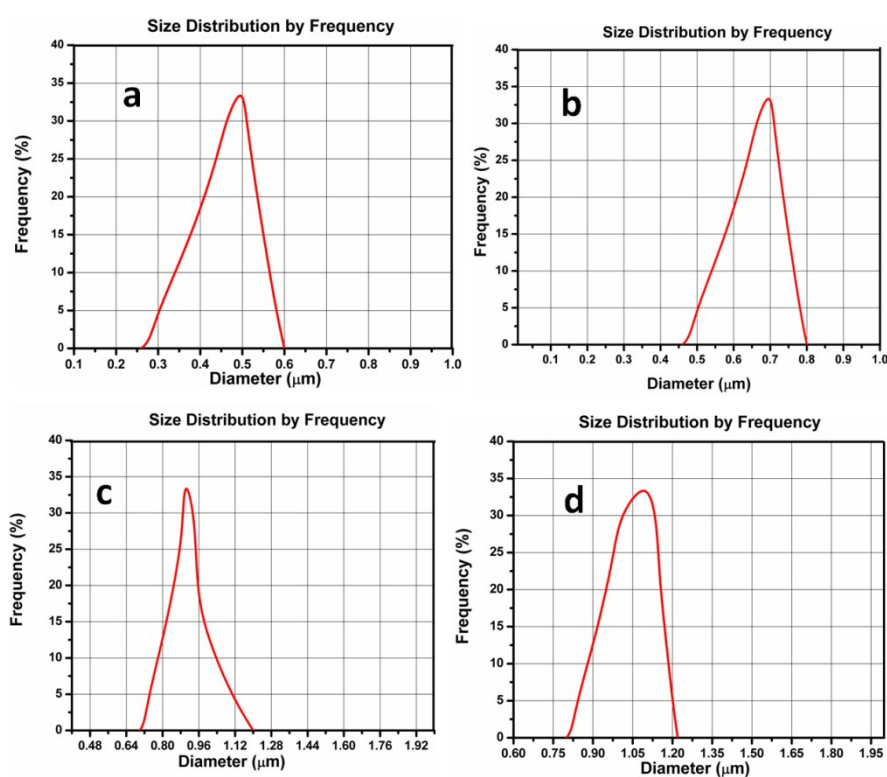 Size Distribution by Frequency
a
Frequency (%)
40
35
30
25
20
15
10
5
0
0.1 0.2 0.3 0.4 0.5 0.6 0.7 0.8 0.9 1.0
Diameter (μm)
Size Distribution by Frequency
b
Frequency (%)
40
35
30
25
20
15
10
5
0
0.1 0.2 0.3 0.4 0.5 0.6 0.7 0.8 0.9 1.0
Diameter (μm)
Size Distribution by Frequency
c
Frequency (%)
40
35
30
25
20
15
10
5
0
0.48 0.64 0.80 0.96 1.12 1.28 1.44 1.60 1.76 1.92
Diameter (μm)
Size Distribution by Frequency
d
Frequency (%)
40
35
30
25
20
15
10
5
0
0.60 0.75 0.90 1.05 1.20 1.35 1.50 1.65 1.80 1.95
Diameter (μm)